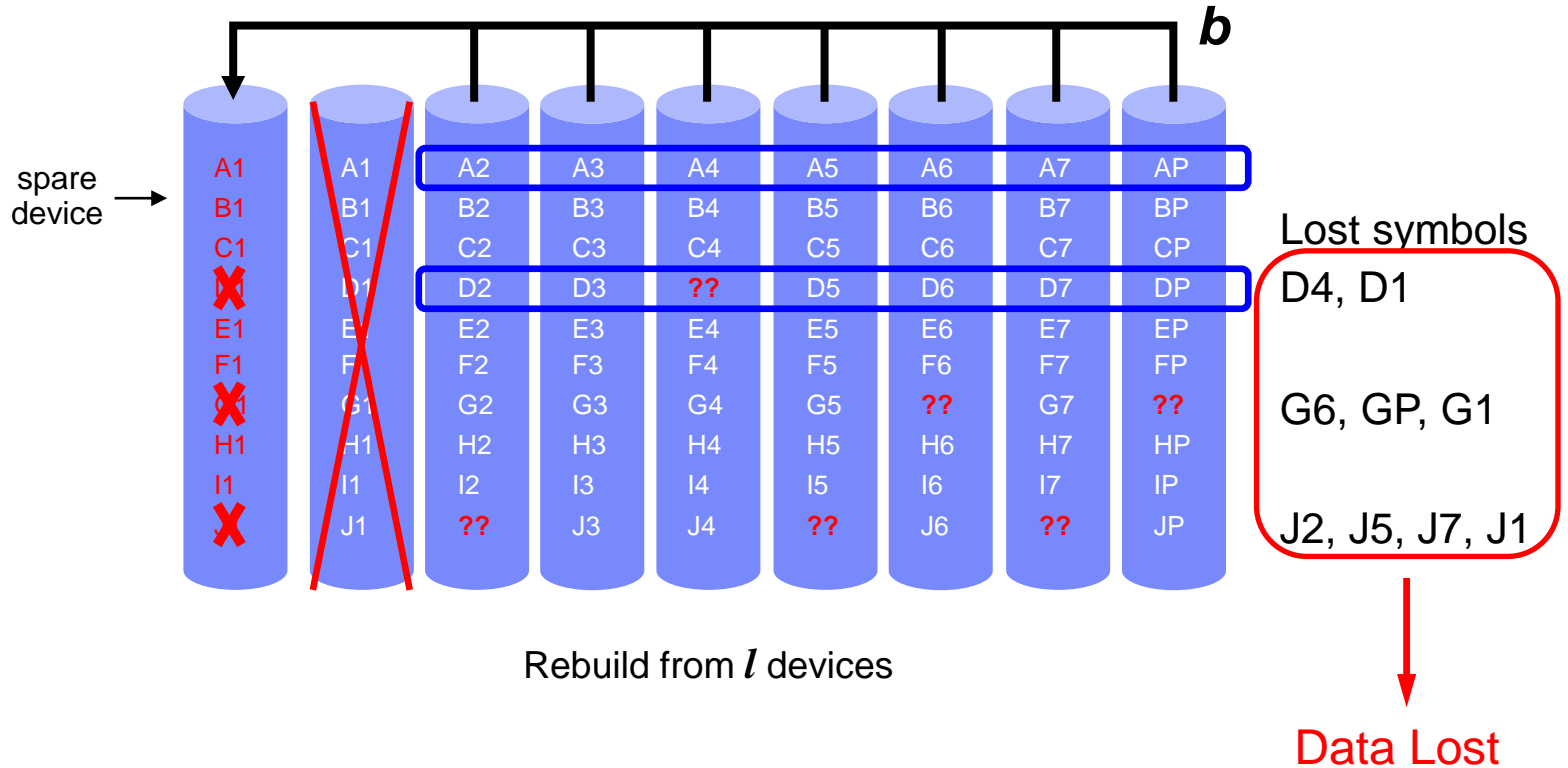 b
spare device
A1 A1 A2 A3 A4 A5 A6 A7 AP
B1 B1 B2 B3 B4 B5 B6 B7 BP
C1 C1 C2 C3 C4 C5 C6 C7 CP
Lost symbols
D1 D2 D3 ?? D5 D6 D7 DP D4, D1
E1 E2 E3 E4 E5 E6 E7 EP
F1 F2 F3 F4 F5 F6 F7 FP
G1 G2 G3 G4 G5 ?? G7 ?? G6, GP, G1
H1 H1 H2 H3 H4 H5 H6 H7 HP
I1 I1 I2 I3 I4 I5 I6 I7 IP
J1 ?? J3 J4 ?? J6 ?? JP J2, J5, J7, J1
Rebuild from l devices
Data Lost